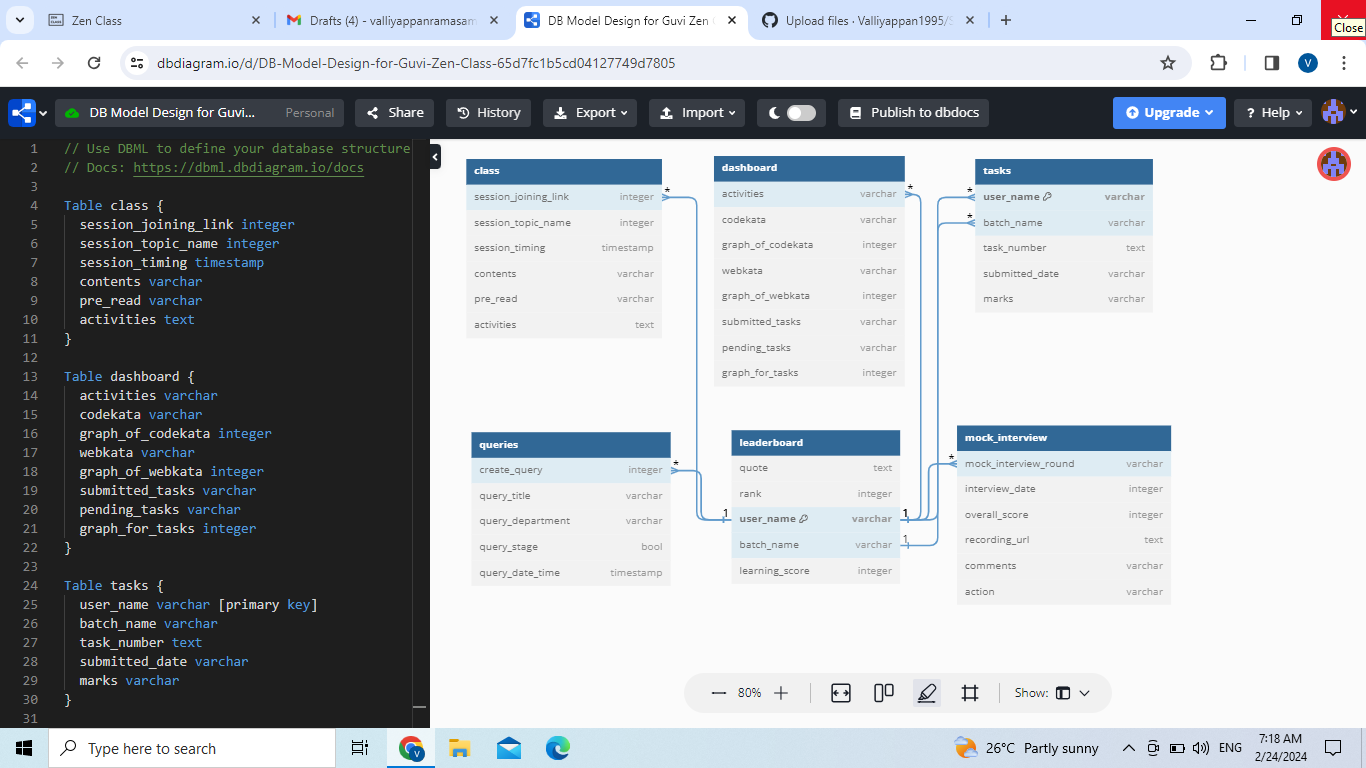 Zen Class
Drafts (4) - valliyappanramasam
DB Model Design for Guvi Zen
Upload files · Valliyappan1995/S
Close
dbdiagram.io/d/DB-Model-Design-for-Guvi-Zen-Class-65d7fc1b5cd04127749d7805
V
DB Model Design for Guvi... Personal
Share
History
Export
Import
Publish to dbdocs
Upgrade
? Help
1 // Use DBML to define your database structure
2 // Docs: https://dbml.dbdiagram.io/docs
3
4 Table class {
5 session_joining_link integer
6 session_topic_name integer
7 session_timing timestamp
8 contents varchar
9 pre_read varchar
10 activities text
11 }
12
13 Table dashboard {
14 activities varchar
15 codekata varchar
16 graph_of_codekata integer
17 webkata varchar
18 graph_of_webkata integer
19 submitted_tasks varchar
20 pending_tasks varchar
21 graph_for_tasks integer
22 }
23
24 Table tasks {
25 user_name varchar [primary key]
26 batch_name varchar
27 task_number text
28 submitted_date varchar
29 marks varchar
30 }
31
class
session_joining_link integer *
session_topic_name integer
session_timing timestamp
contents varchar
pre_read varchar
activities text
dashboard
activities varchar *
codekata varchar
graph_of_codekata integer
webkata varchar
graph_of_webkata integer
submitted_tasks varchar
pending_tasks varchar
graph_for_tasks integer
tasks
* user_name varchar
* batch_name varchar
task_number text
submitted_date varchar
marks varchar
queries
create_query integer *
query_title varchar
query_department varchar
query_stage bool
query_date_time timestamp
leaderboard
quote text
rank integer
1 user_name varchar 1
batch_name varchar 1
learning_score integer
mock_interview
* mock_interview_round varchar
interview_date integer
overall_score integer
recording_url text
comments varchar
action varchar
80%
Show:
Type here to search
V
26°C Partly sunny
ENG
7:18 AM
2/24/2024